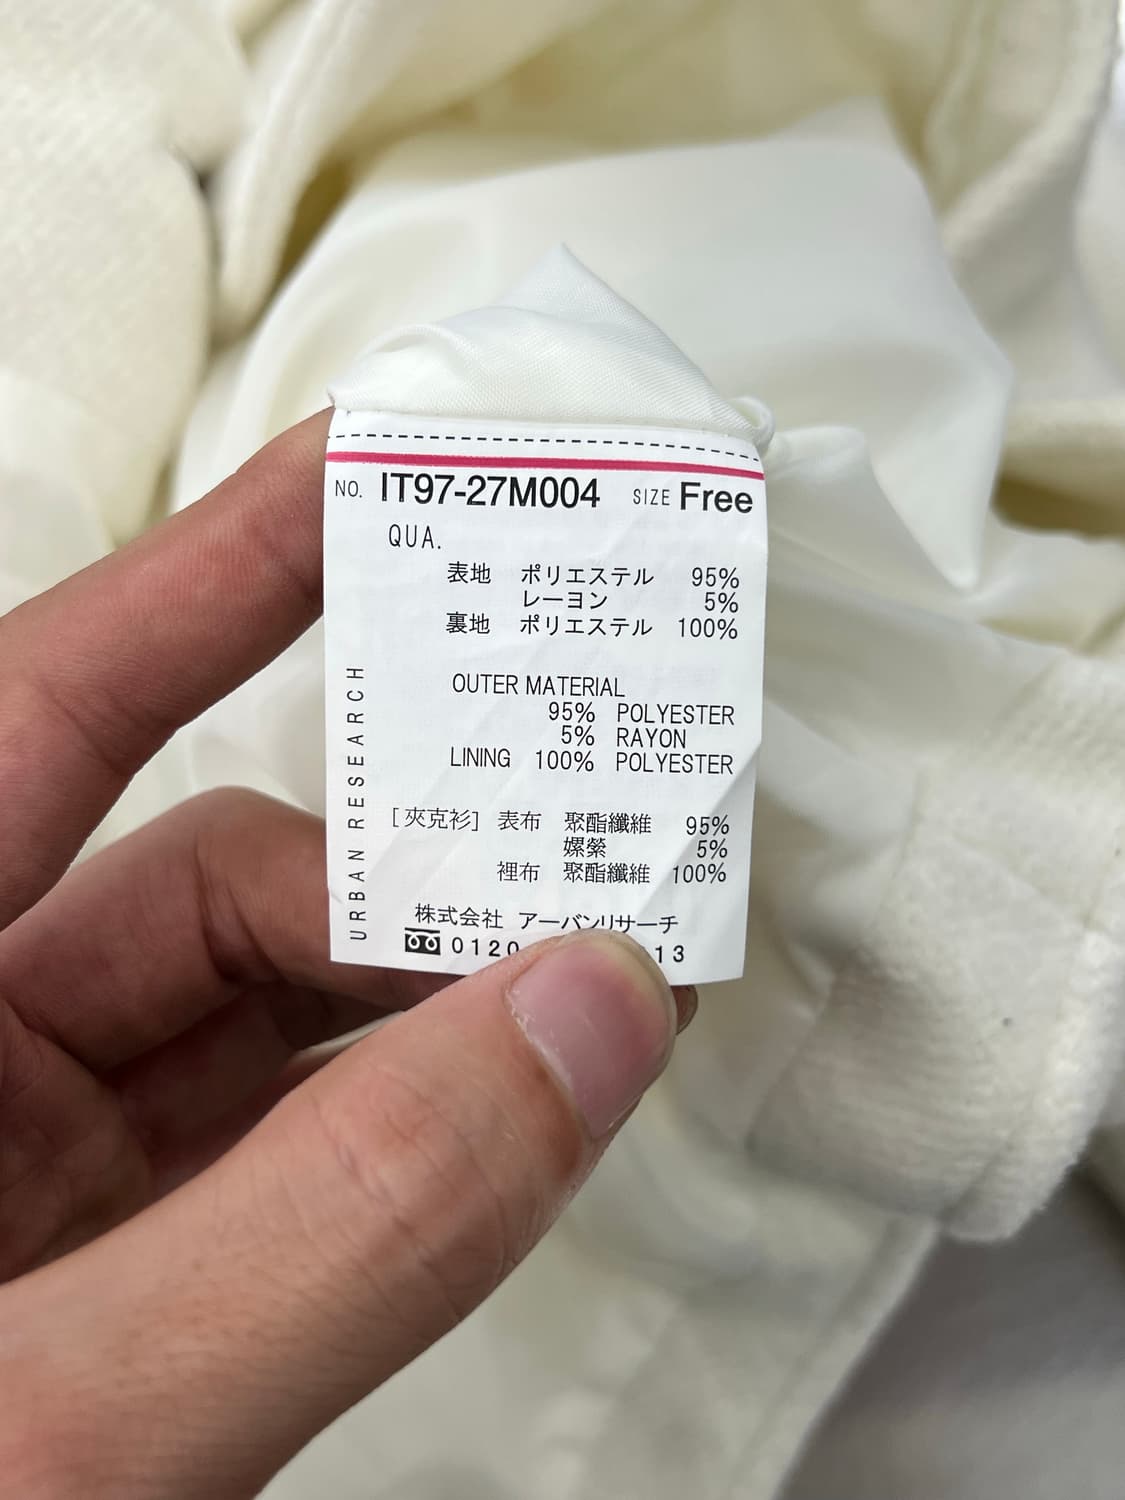 NO. IT97-27M004 SIZE Free
QUA.
表地 ポリエステル 95%
レーヨン 5%
裏地 ポリエステル 100%
OUTER MATERIAL
95% POLYESTER
5% RAYON
LINING 100% POLYESTER
[夾克衫] 表布 聚酯纖維 95%
嫘縈 5%
裡布 聚酯纖維 100%
株式会社 アーバンリサーチ
0120 13
URBAN RESEARCH